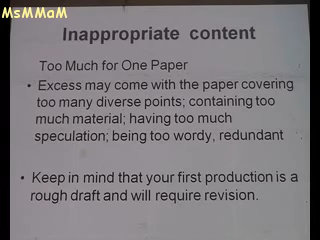 MsMMaM
Inappropriate content
Too Much for One Paper
• Excess may come with the paper covering
too many diverse points; containing too
much material; having too much
speculation; being too wordy, redundant
• Keep in mind that your first production is a
rough draft and will require revision.